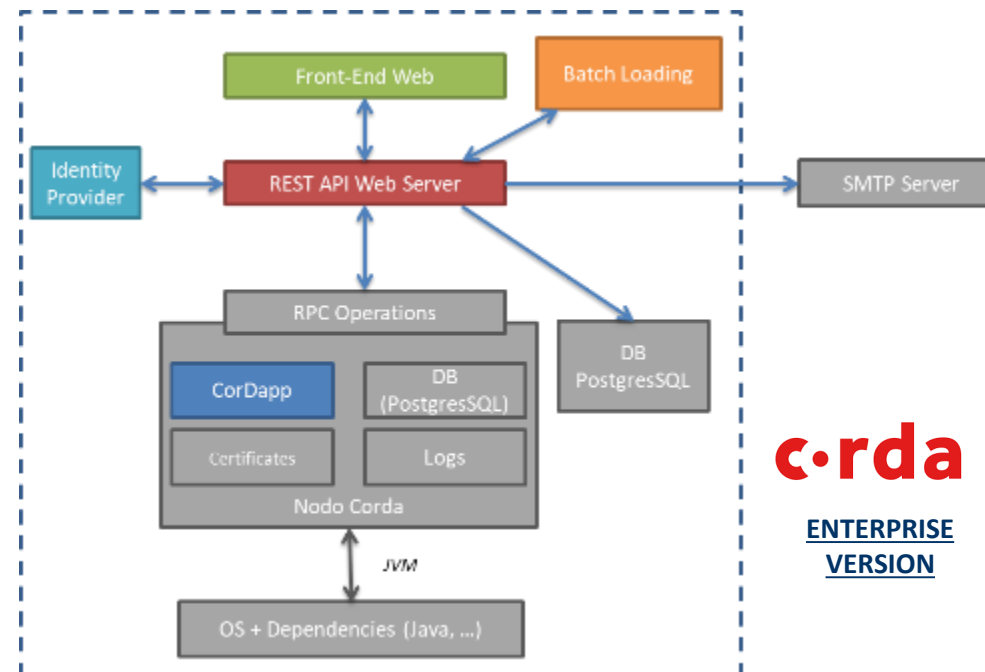 Front-End Web
Batch Loading
Identity
Provider
REST API Web Server
SMTP Server
RPC Operations
CorDapp
DB
(PostgresSQL)
DB
PostgresSQL
Certificates
Logs
Nodo Corda
c·rda
ENTERPRISE
VERSION
JVM
OS + Dependencies (Java, ...)